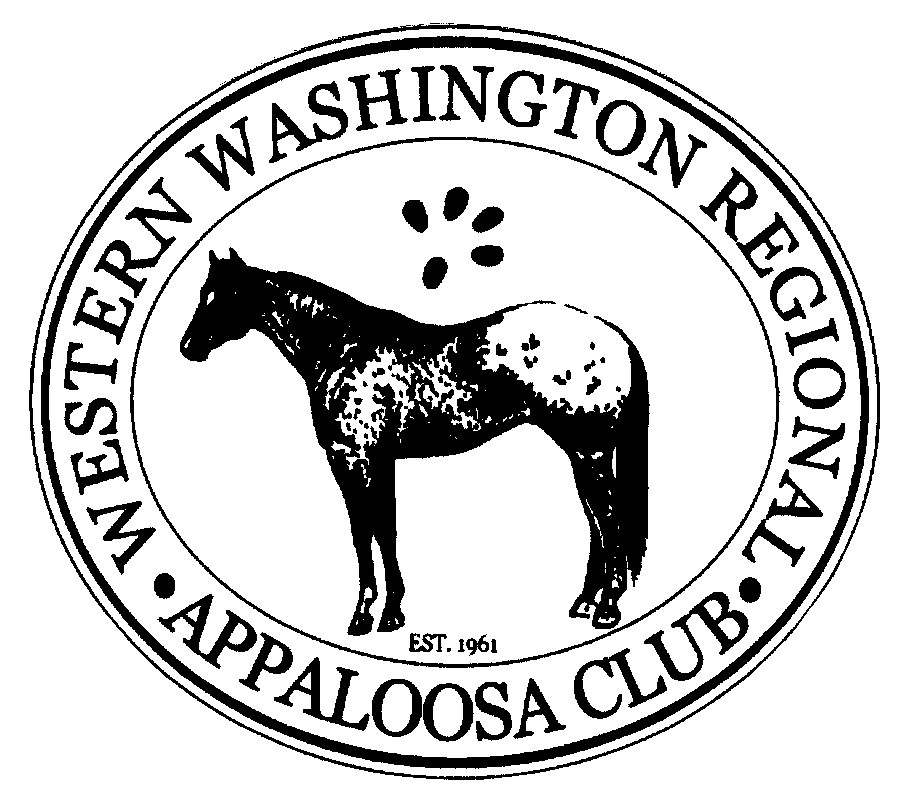 WESTERN WASHINGTON REGIONAL
• APPALOOSA CLUB •
EST. 1961